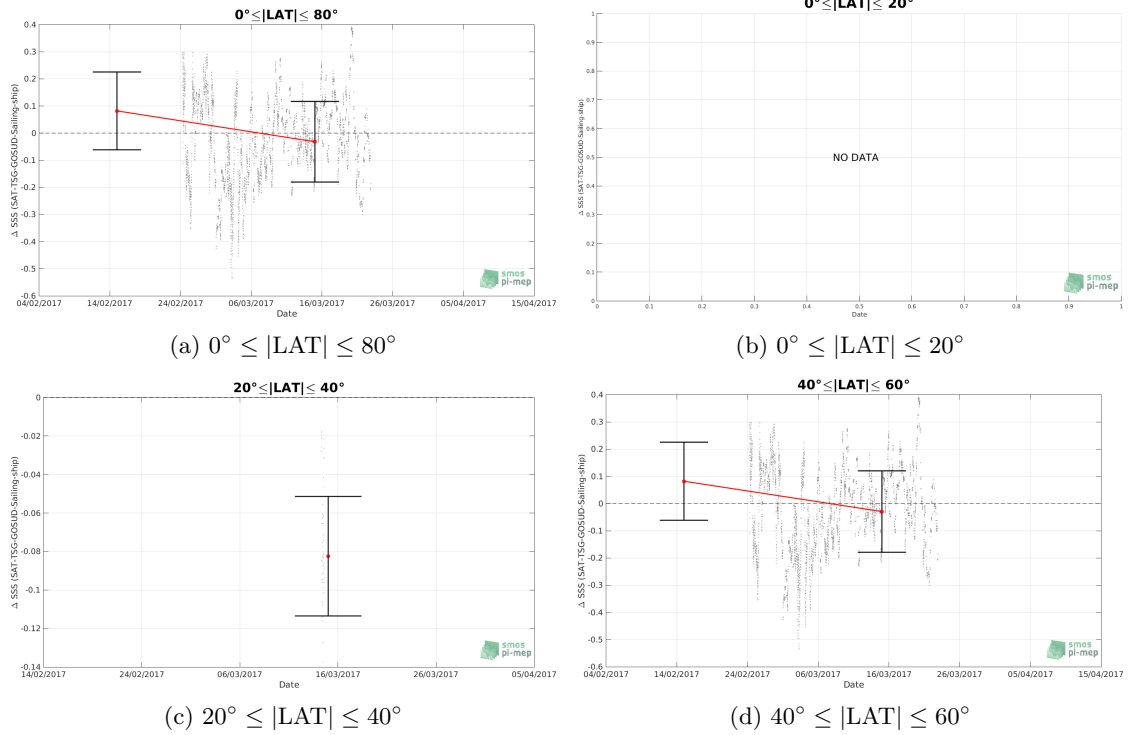 0°≤|LAT|≤ 80°
Δ SSS (SAT-TSG-GOSUD-Sailing-ship)
0.4
0.3
0.2
0.1
0
-0.1
-0.2
-0.3
-0.4
-0.5
-0.6
04/02/2017 14/02/2017 24/02/2017 06/03/2017 16/03/2017 26/03/2017 05/04/2017 15/04/2017
Date
smos
pi-mep
(a) 0° ≤ |LAT| ≤ 80°
0°≤|LAT|≤ 20°
Δ SSS (SAT-TSG-GOSUD-Sailing-ship)
1
0.9
0.8
0.7
0.6
0.5
0.4
0.3
0.2
0.1
0
NO DATA
0 0.1 0.2 0.3 0.4 0.5 0.6 0.7 0.8 0.9 1
Date
smos
pi-mep
(b) 0° ≤ |LAT| ≤ 20°
20°≤|LAT|≤ 40°
Δ SSS (SAT-TSG-GOSUD-Sailing-ship)
0
-0.02
-0.04
-0.06
-0.08
-0.1
-0.12
-0.14
14/02/2017 24/02/2017 06/03/2017 16/03/2017 26/03/2017 05/04/2017
Date
smos
pi-mep
(c) 20° ≤ |LAT| ≤ 40°
40°≤|LAT|≤ 60°
Δ SSS (SAT-TSG-GOSUD-Sailing-ship)
0.4
0.3
0.2
0.1
0
-0.1
-0.2
-0.3
-0.4
-0.5
-0.6
04/02/2017 14/02/2017 24/02/2017 06/03/2017 16/03/2017 26/03/2017 05/04/2017 15/04/2017
Date
smos
pi-mep
(d) 40° ≤ |LAT| ≤ 60°